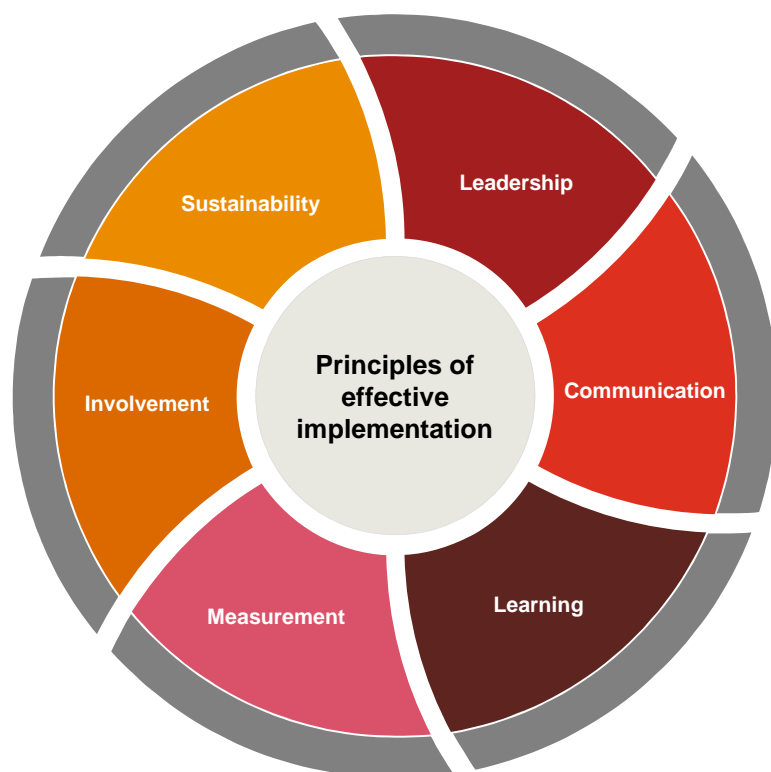 Leadership
Sustainability
Principles of
effective
implementation
Communication
Involvement
Learning
Measurement